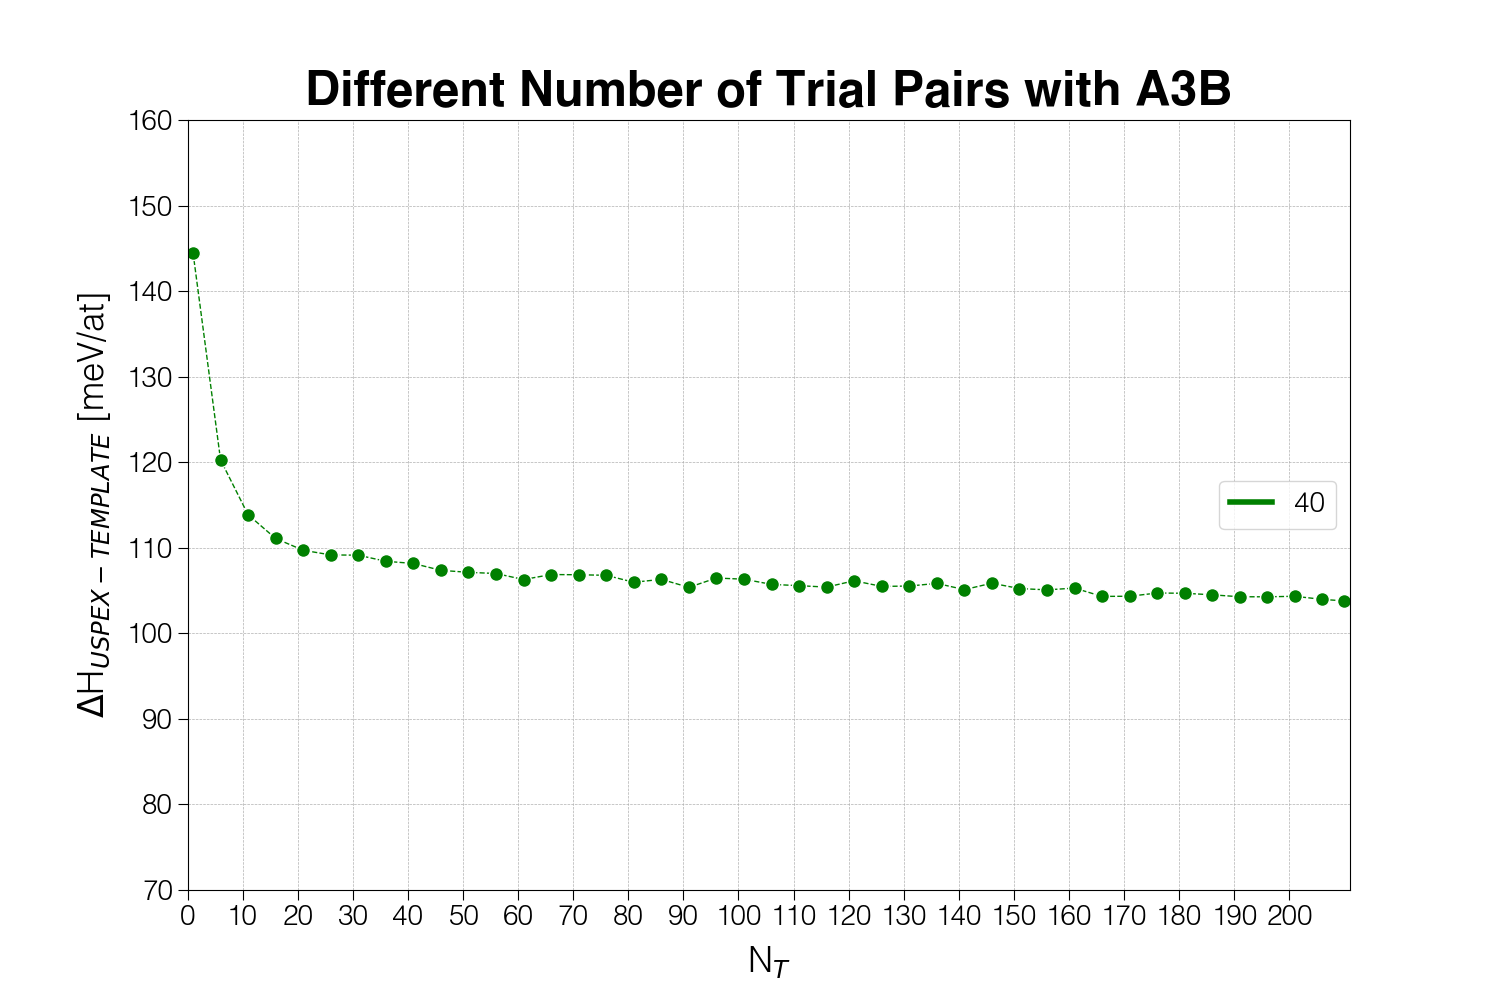 Different Number of Trial Pairs with A3B
160
150
140
130
120
110
100
90
80
70
ΔH_USPEX − TEMPLATE [meV/at]
40
0 10 20 30 40 50 60 70 80 90 100 110 120 130 140 150 160 170 180 190 200
N_T